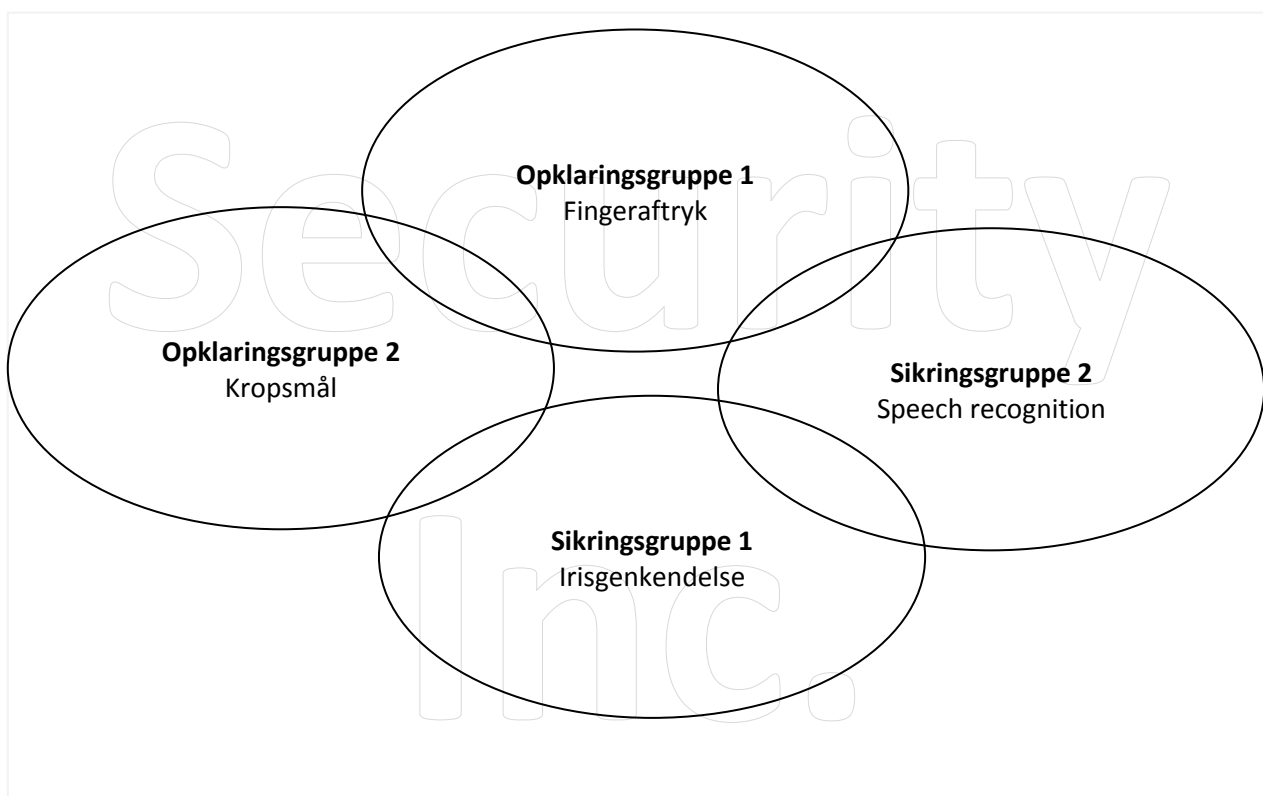 Security
Inc.
Opklaringsgruppe 1
Fingeraftryk
Opklaringsgruppe 2
Kropsmål
Sikringsgruppe 2
Speech recognition
Sikringsgruppe 1
Irisgenkendelse